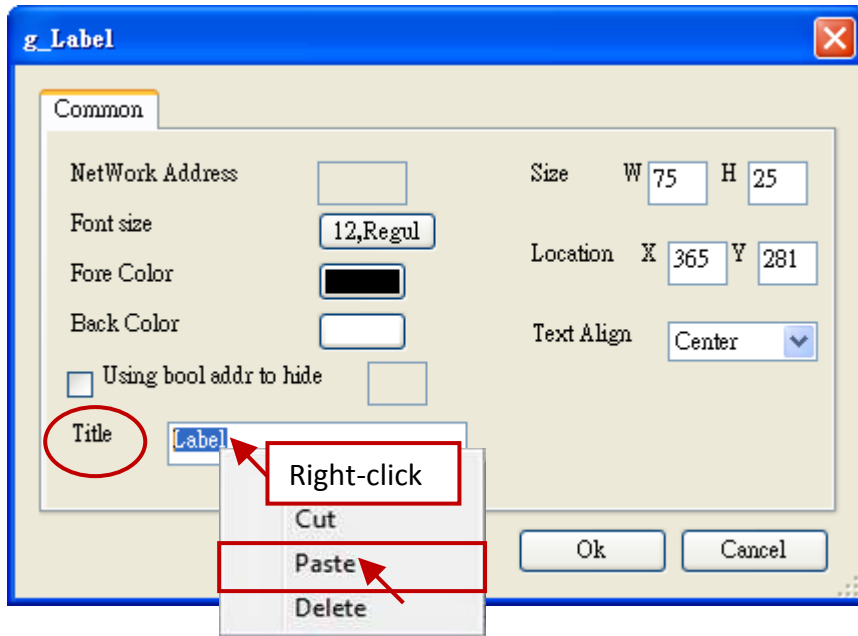 g_Label
Common
NetWork Address
Size W 75 H 25
Font size 12,Regul
Location X 365 Y 281
Fore Color
Back Color
Text Align Center
Using bool addr to hide
Title Label
Right-click
Cut
Paste
Delete
Ok Cancel